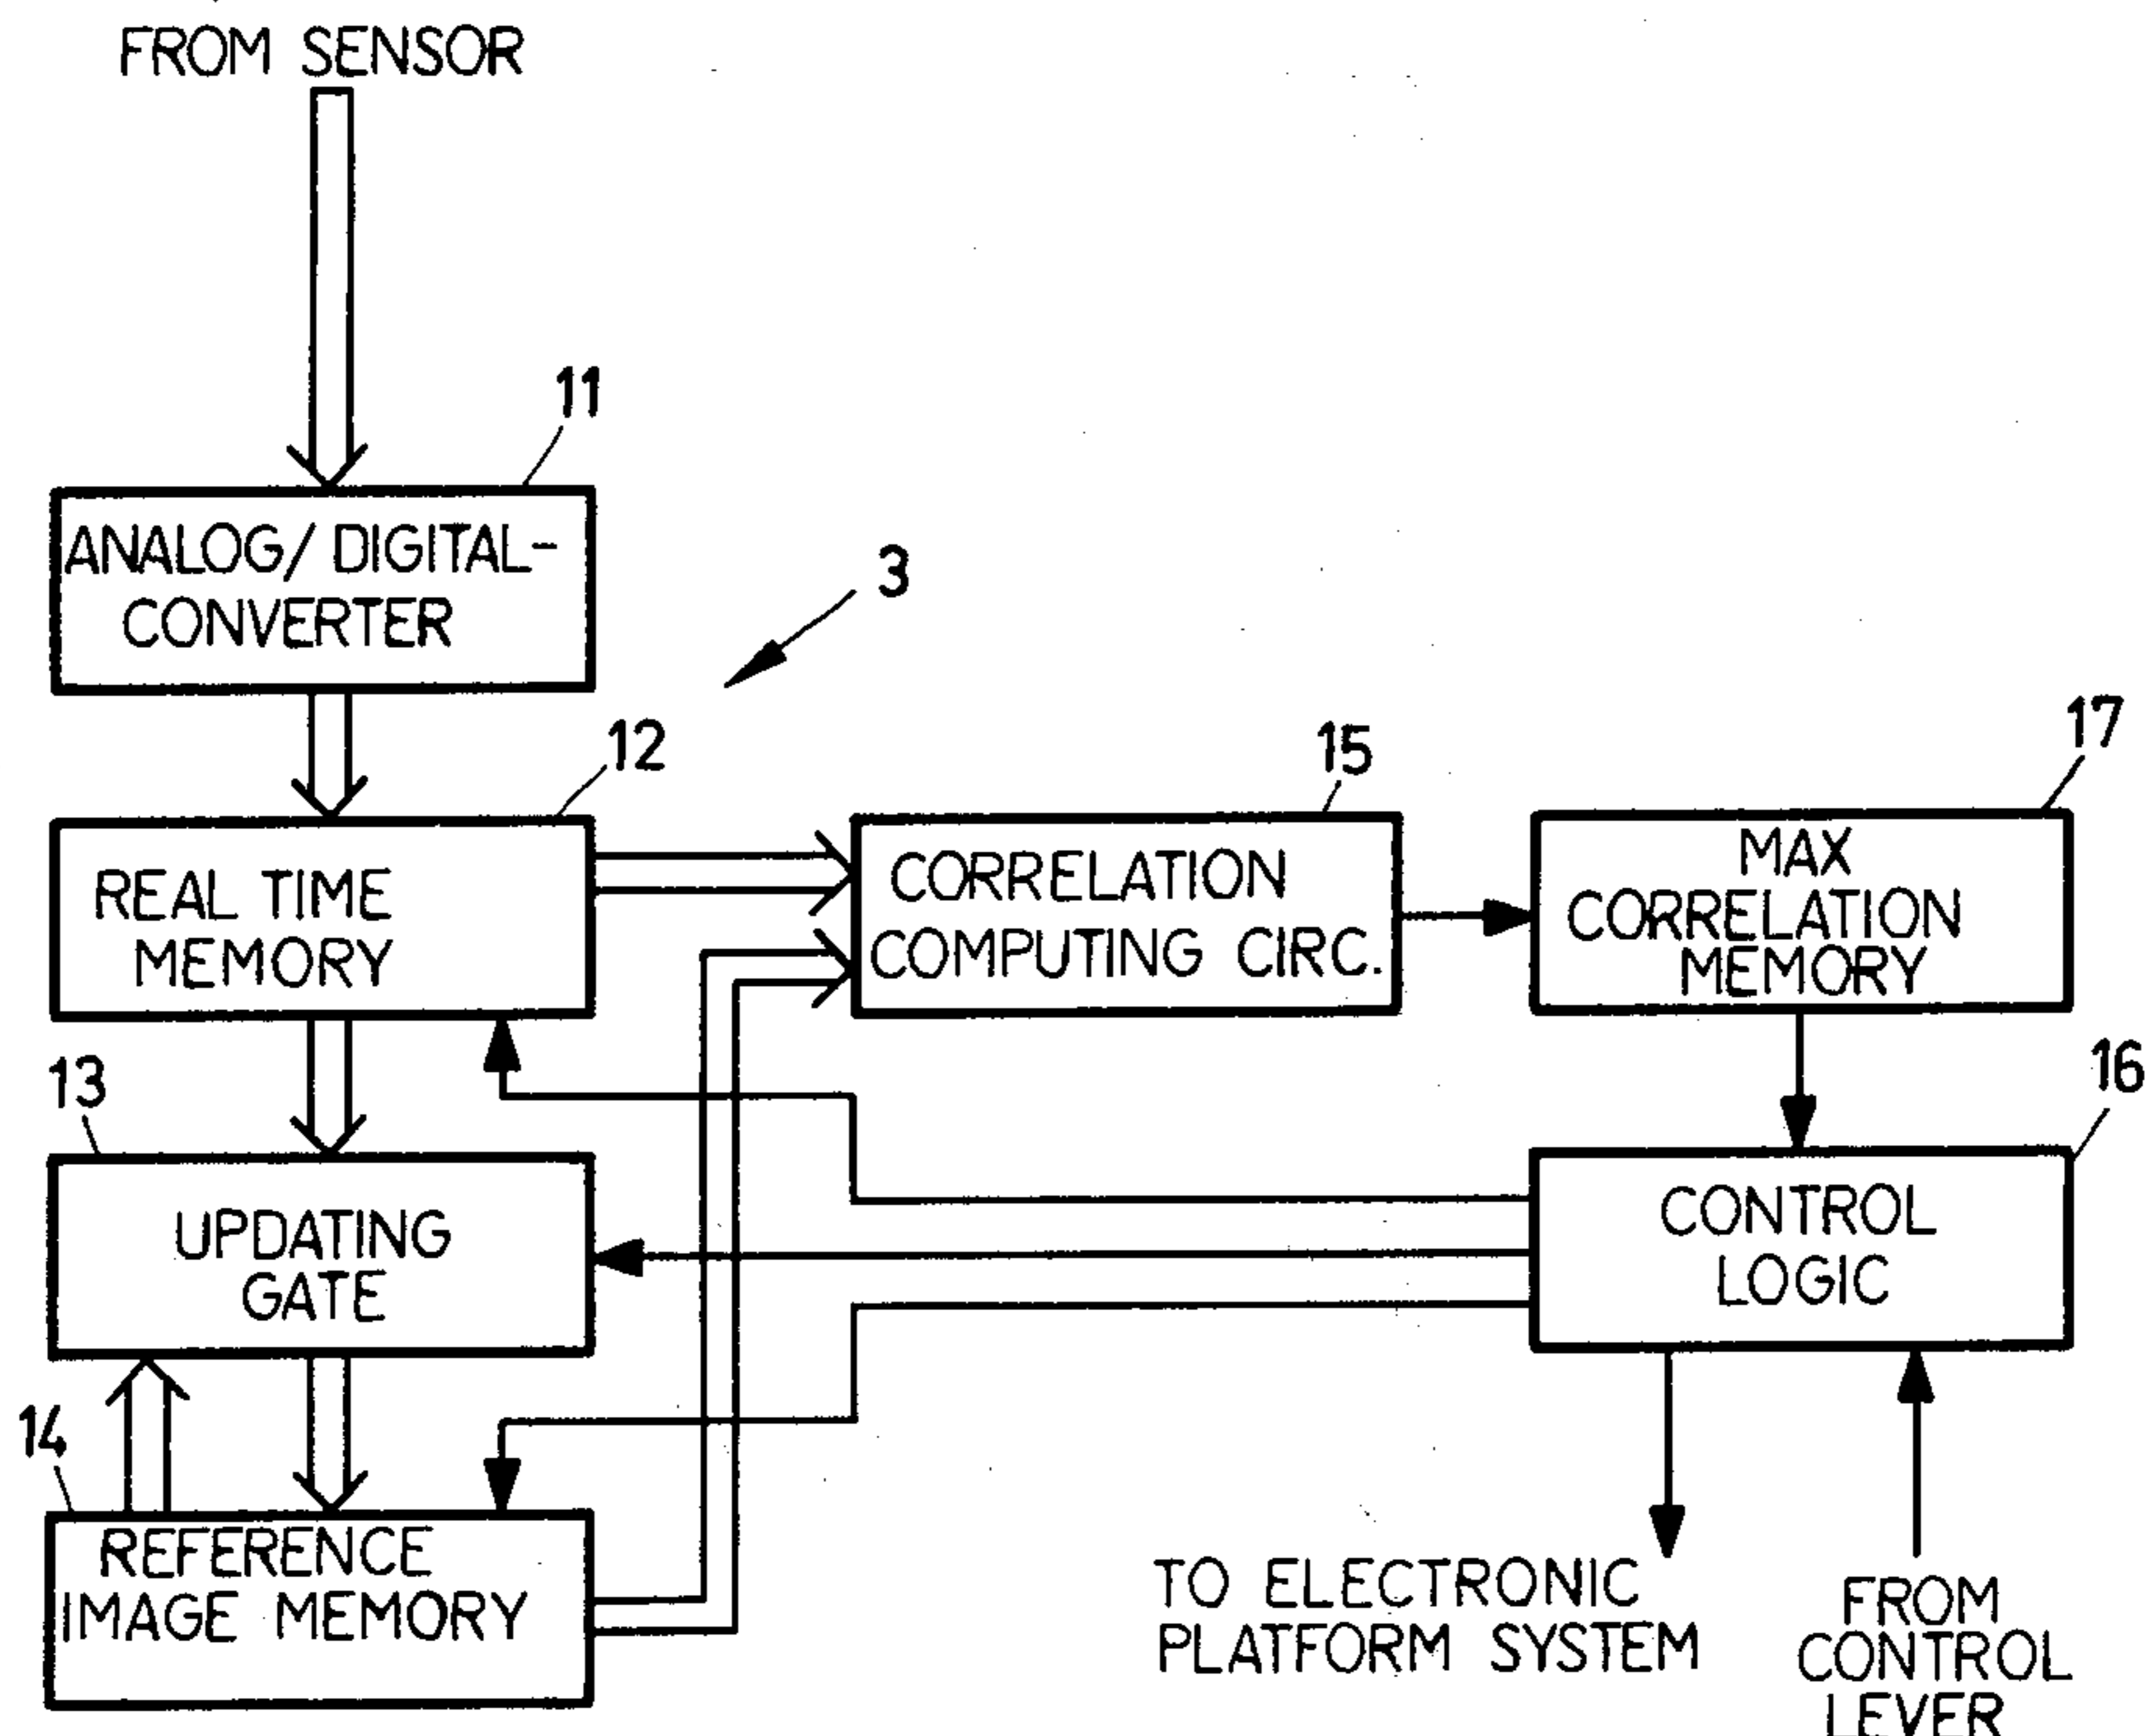 FROM SENSOR
11
ANALOG/DIGITAL-
CONVERTER
3
12
REAL TIME
MEMORY
15
CORRELATION
COMPUTING CIRC.
17
MAX
CORRELATION
MEMORY
13
UPDATING
GATE
16
CONTROL
LOGIC
14
REFERENCE
IMAGE MEMORY
TO ELECTRONIC
PLATFORM SYSTEM
FROM
CONTROL
LEVER